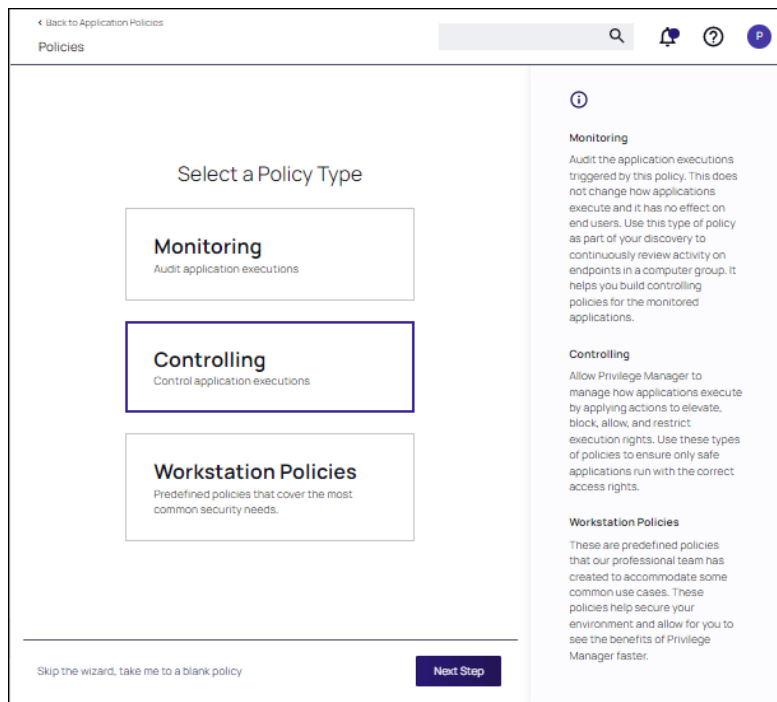 Back to Application Policies
Policies
P
Select a Policy Type
Monitoring
Audit application executions
Controlling
Control application executions
Workstation Policies
Predefined policies that cover the most
common security needs.
Skip the wizard, take me to a blank policy
Next Step
Monitoring
Audit the application executions
triggered by this policy. This does
not change how applications
execute and it has no effect on
end users. Use this type of policy
as part of your discovery to
continuously review activity on
endpoints in a computer group. It
helps you build controlling
policies for the monitored
applications.
Controlling
Allow Privilege Manager to
manage how applications execute
by applying actions to elevate,
block, allow, and restrict
execution rights. Use these types
of policies to ensure only safe
applications run with the correct
access rights.
Workstation Policies
These are predefined policies
that our professional team has
created to accommodate some
common use cases. These
policies help secure your
environment and allow for you to
see the benefits of Privilege
Manager faster.